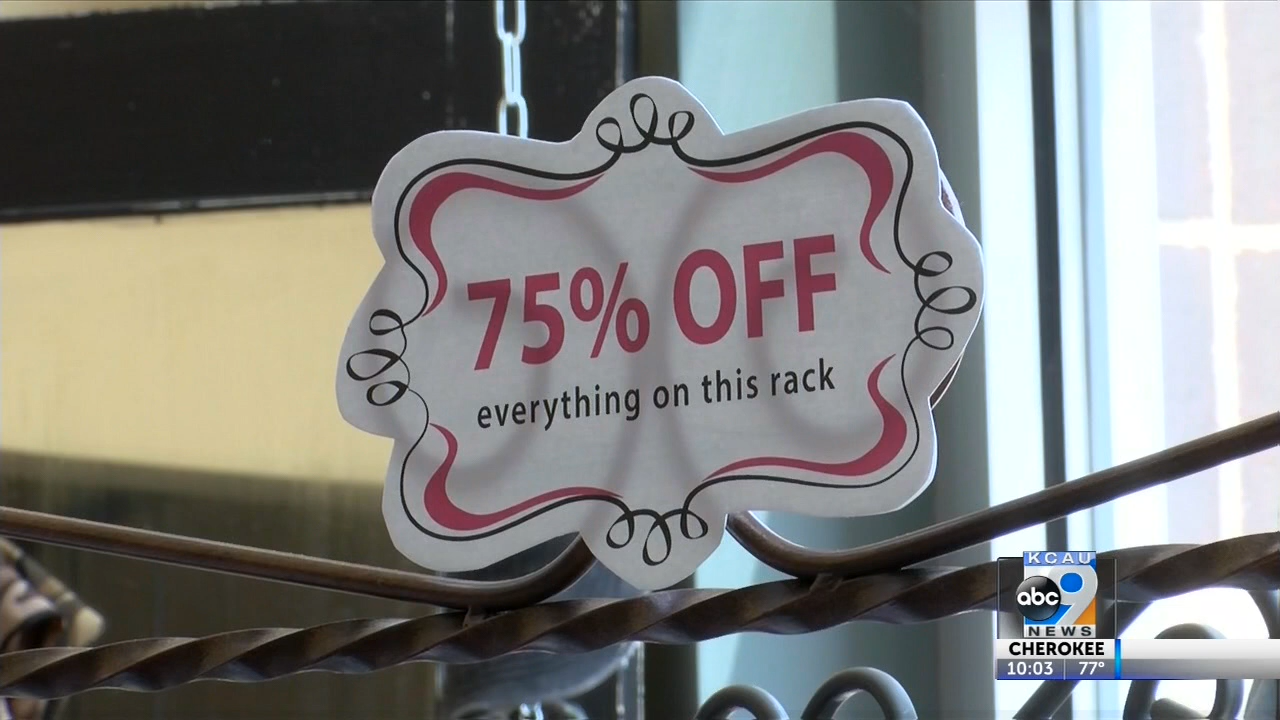 75% OFF
everything on this rack
KCAU
abc 9
NEWS
CHEROKEE
10:03 77°